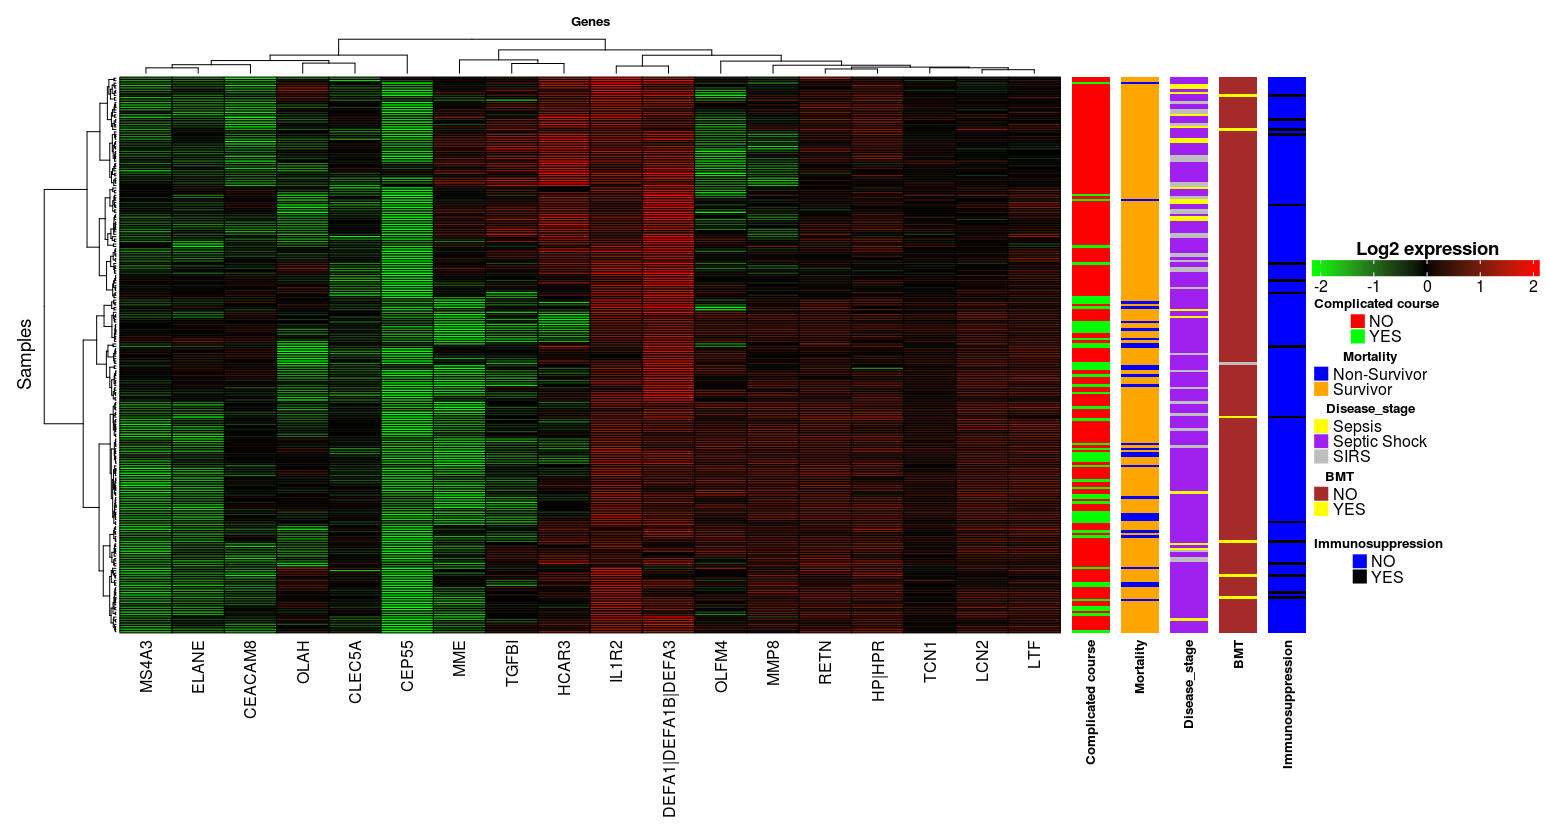 Genes
Samples
MS4A3
ELANE
CEACAM8
OLAH
CLEC5A
CEP55
MME
TGFBI
HCAR3
IL1R2
DEFA1|DEFA1B|DEFA3
OLFM4
MMP8
RETN
HP|HPR
TCN1
LCN2
LTF
Complicated course
Mortality
Disease_stage
BMT
Immunosuppression
Log2 expression
-2 -1 0 1 2
Complicated course
NO
YES
Mortality
Non-Survivor
Survivor
Disease_stage
Sepsis
Septic Shock
SIRS
BMT
NO
YES
Immunosuppression
NO
YES